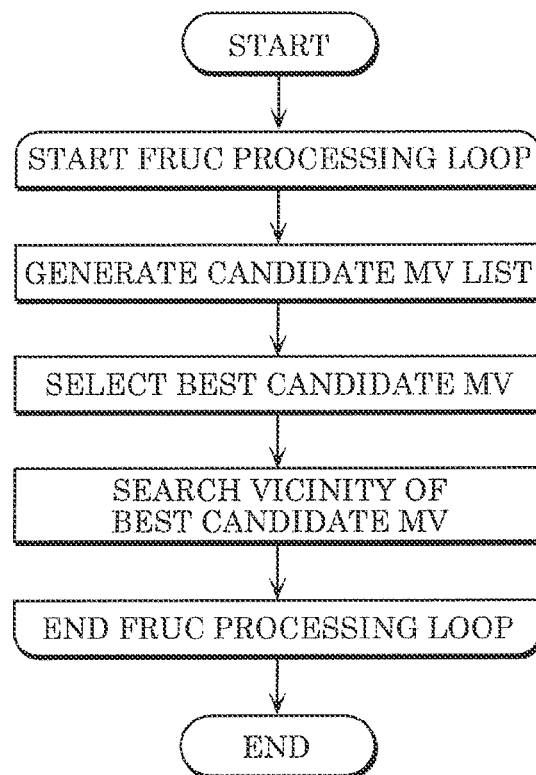 START
START FRUC PROCESSING LOOP
GENERATE CANDIDATE MV LIST
SELECT BEST CANDIDATE MV
SEARCH VICINITY OF
BEST CANDIDATE MV
END FRUC PROCESSING LOOP
END